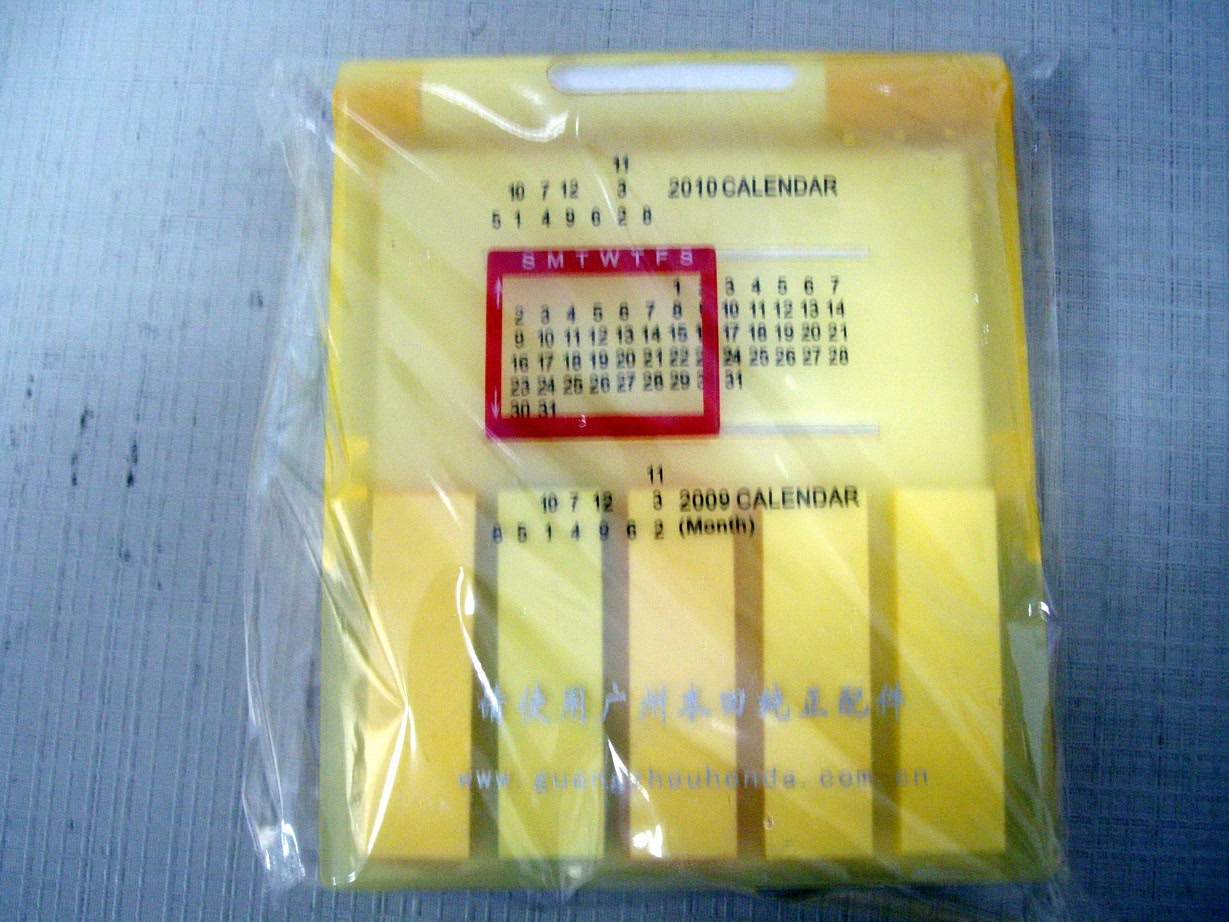 11
10 7 12 3 2010 CALENDAR
5 1 4 9 6 2 8
S M T W T F S
1 3 4 5 6 7
2 3 4 5 6 7 8 10 11 12 13 14
9 10 11 12 13 14 15 17 18 19 20 21
16 17 18 19 20 21 22 24 25 26 27 28
23 24 25 26 27 28 29 31
30 31
11
10 7 12 3 2009 CALENDAR
8 5 1 4 9 6 2 (Month)
请使用广州本田纯正配件
www.guangzhouhonda.com.cn